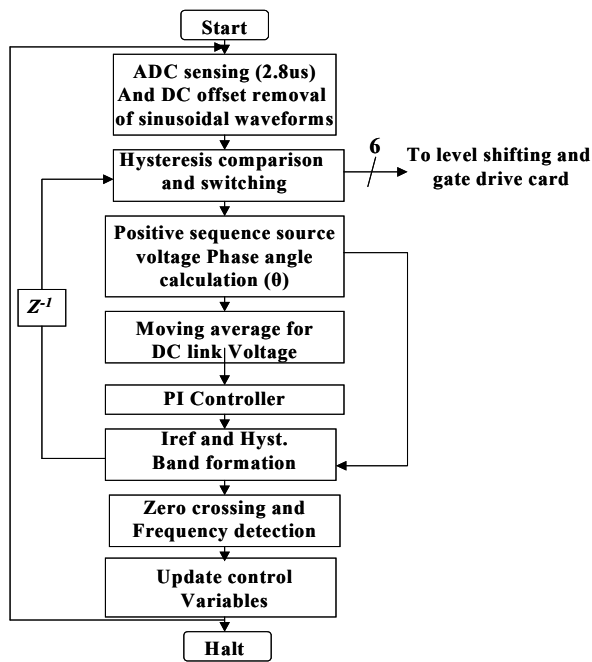 Start
ADC sensing (2.8us)
And DC offset removal
of sinusoidal waveforms
Hysteresis comparison
and switching
6
To level shifting and
gate drive card
Positive sequence source
voltage Phase angle
calculation (θ)
Z-1
Moving average for
DC link Voltage
PI Controller
Iref and Hyst.
Band formation
Zero crossing and
Frequency detection
Update control
Variables
Halt